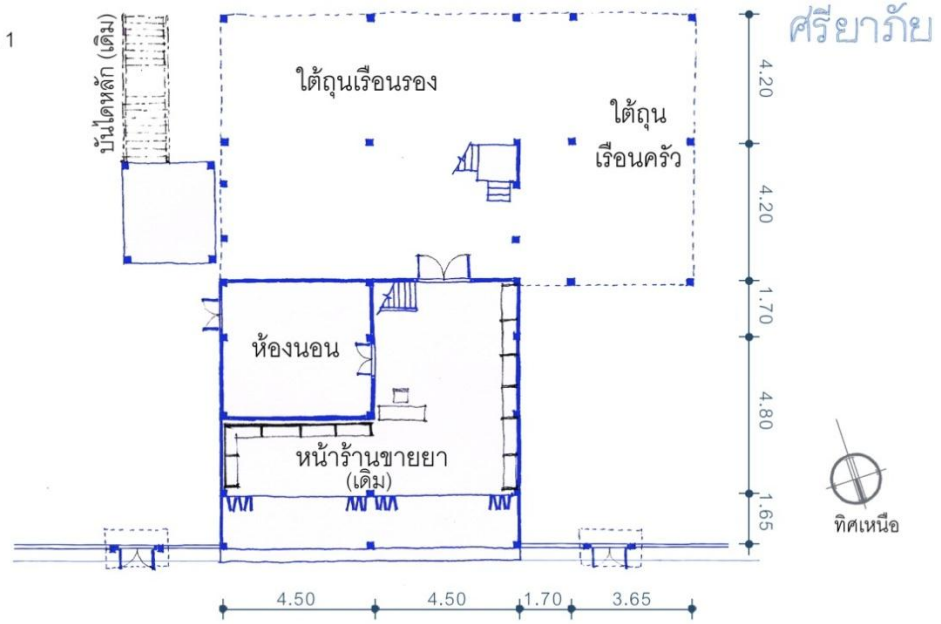 1
ศรียาภัย
บันไดหลัก (เดิม)
ใต้ถุนเรือนรอง
ใต้ถุน
เรือนครัว
ห้องนอน
หน้าร้านขายยา
(เดิม)
4.20
4.20
1.70
4.80
1.65
ทิศเหนือ
4.50
4.50
1.70
3.65